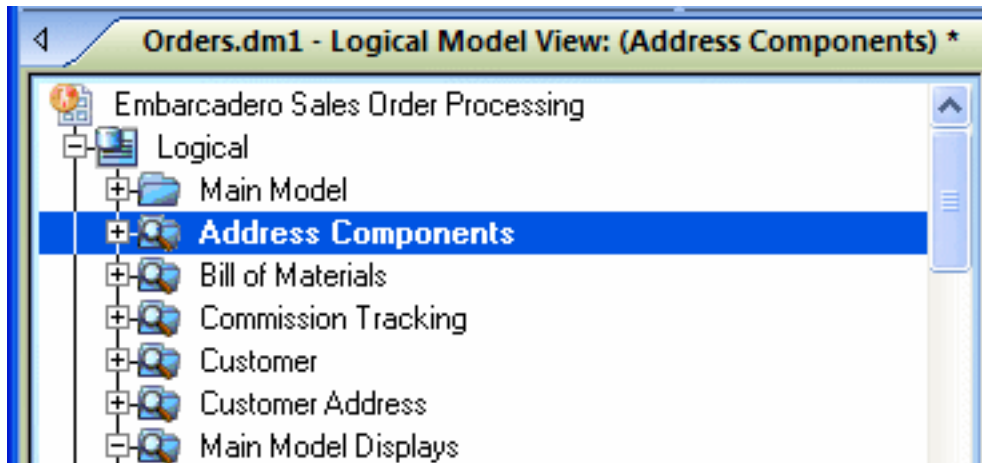 Orders.dm1 - Logical Model View: (Address Components) *
Embarcadero Sales Order Processing
Logical
Main Model
Address Components
Bill of Materials
Commission Tracking
Customer
Customer Address
Main Model Displays